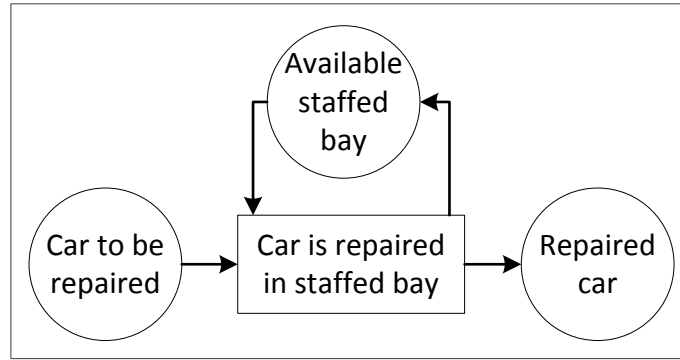 Available
staffed
bay
Car to be
repaired
Car is repaired
in staffed bay
Repaired
car